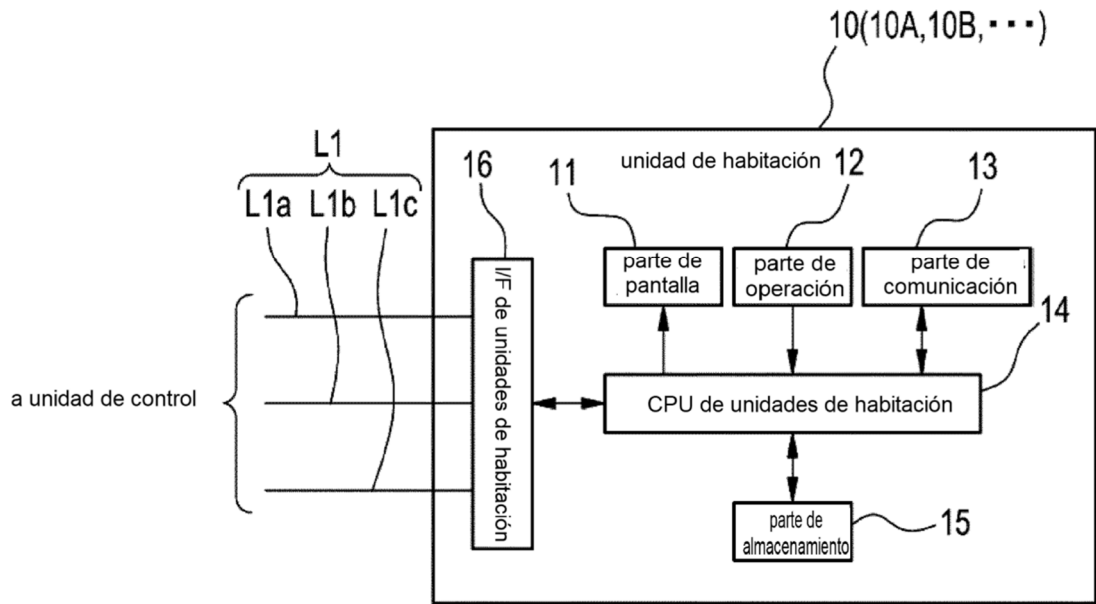 10(10A,10B,･･･)
L1
L1a L1b L1c
16
unidad de habitación
11
12
13
parte de
pantalla
parte de
operación
parte de
comunicación
14
I/F de unidades de habitación
a unidad de control
CPU de unidades de habitación
parte de
almacenamiento
15